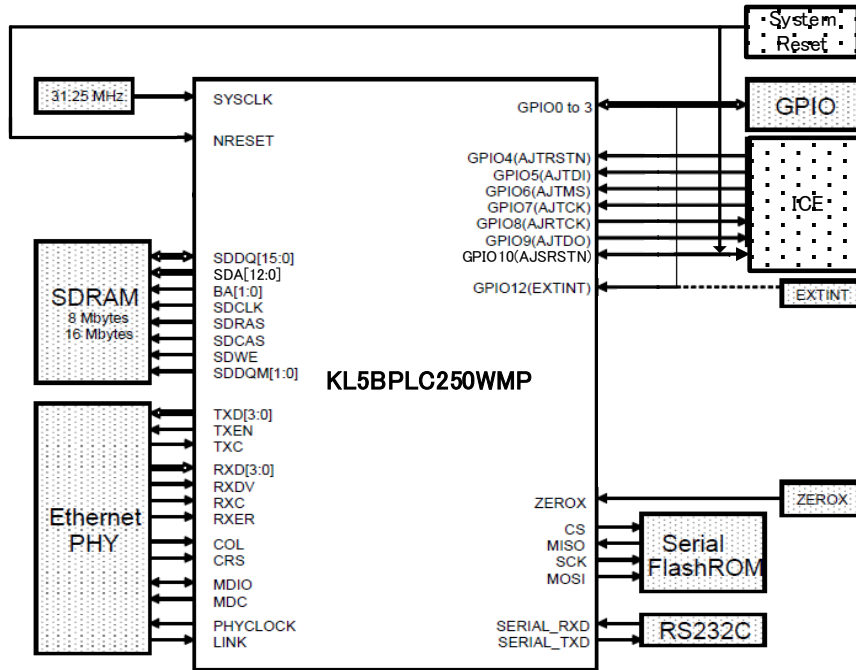 System
Reset
31.25 MHz
SYSCLK
NRESET
GPIO0 to 3
GPIO
GPIO4(AJTRSTN)
GPIO5(AJTDI)
GPIO6(AJTMS)
GPIO7(AJTCK)
GPIO8(AJRTCK)
GPIO9(AJTDO)
GPIO10(AJSRSTN)
ICE
GPIO12(EXTINT)
EXTINT
SDRAM
8 Mbytes
16 Mbytes
SDDQ[15:0]
SDA[12:0]
BA[1:0]
SDCLK
SDRAS
SDCAS
SDWE
SDDQM[1:0]
KL5BPLC250WMP
Ethernet
PHY
TXD[3:0]
TXEN
TXC
RXD[3:0]
RXDV
RXC
RXER
COL
CRS
MDIO
MDC
PHYCLOCK
LINK
ZEROX
ZEROX
CS
MISO
SCK
MOSI
Serial
FlashROM
SERIAL_RXD
SERIAL_TXD
RS232C